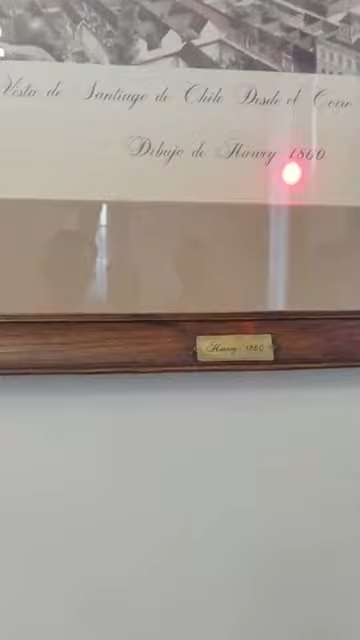 Vista de Santiago de Chile Desde el Cerro
Dibujo de Harvey 1860
Harvey 1860